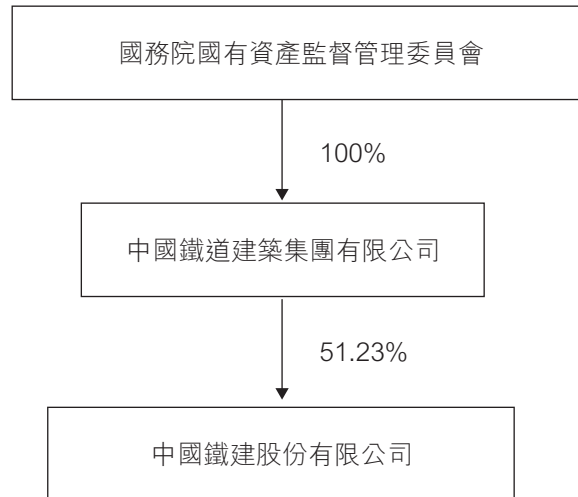 國務院國有資產監督管理委員會
100%
中國鐵道建築集團有限公司
51.23%
中國鐵建股份有限公司